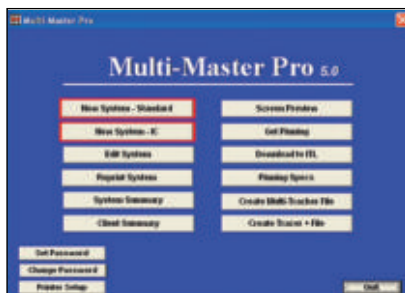 Multi-Master Pro
Multi-Master Pro 5.0
New System - Standard
New System - IC
Edit System
Reprint System
System Summary
Client Summary
Screen Preview
Get Pinning
Download to ITL
Pinning Specs
Create Multi-Tracker File
Create Tracer + File
Set Password
Change Password
Printer Setup
Quit